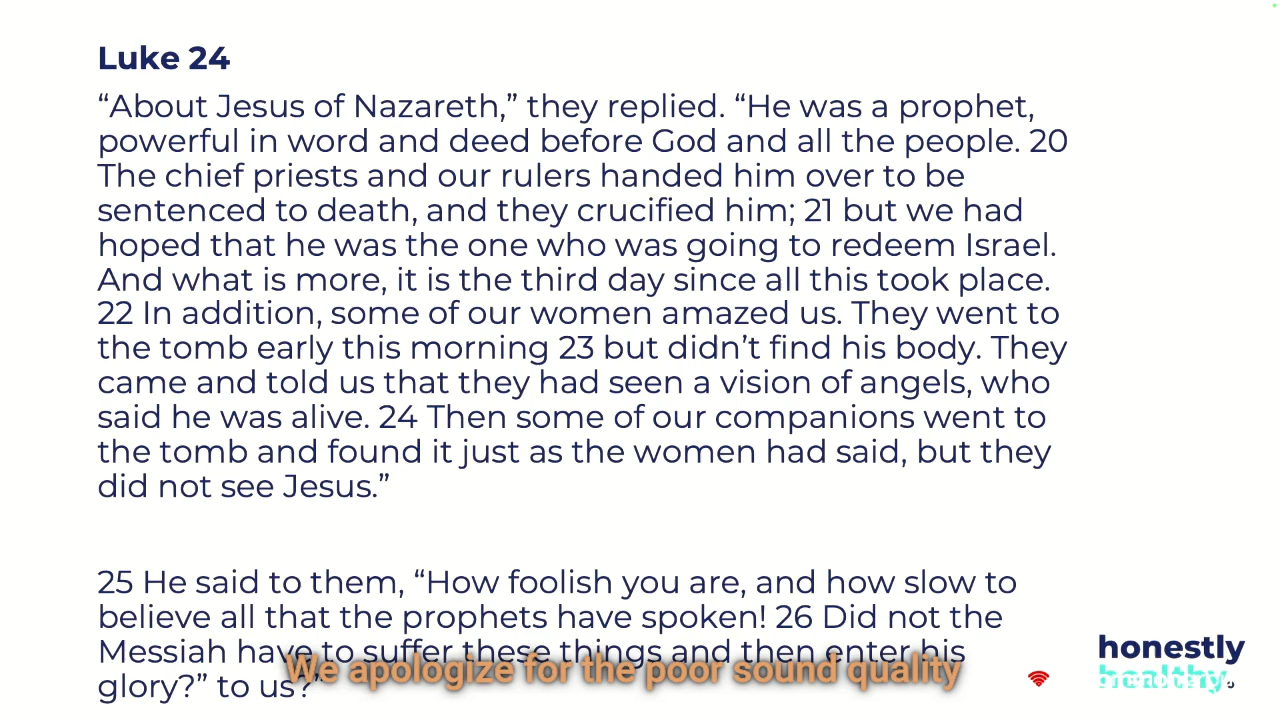 Luke 24
“About Jesus of Nazareth,” they replied. “He was a prophet,
powerful in word and deed before God and all the people. 20
The chief priests and our rulers handed him over to be
sentenced to death, and they crucified him; 21 but we had
hoped that he was the one who was going to redeem Israel.
And what is more, it is the third day since all this took place.
22 In addition, some of our women amazed us. They went to
the tomb early this morning 23 but didn’t find his body. They
came and told us that they had seen a vision of angels, who
said he was alive. 24 Then some of our companions went to
the tomb and found it just as the women had said, but they
did not see Jesus.”
25 He said to them, “How foolish you are, and how slow to
believe all that the prophets have spoken! 26 Did not the
Messiah have to suffer these things and then enter his
glory?” to us?”
We apologize for the poor sound quality
honestly
healthy